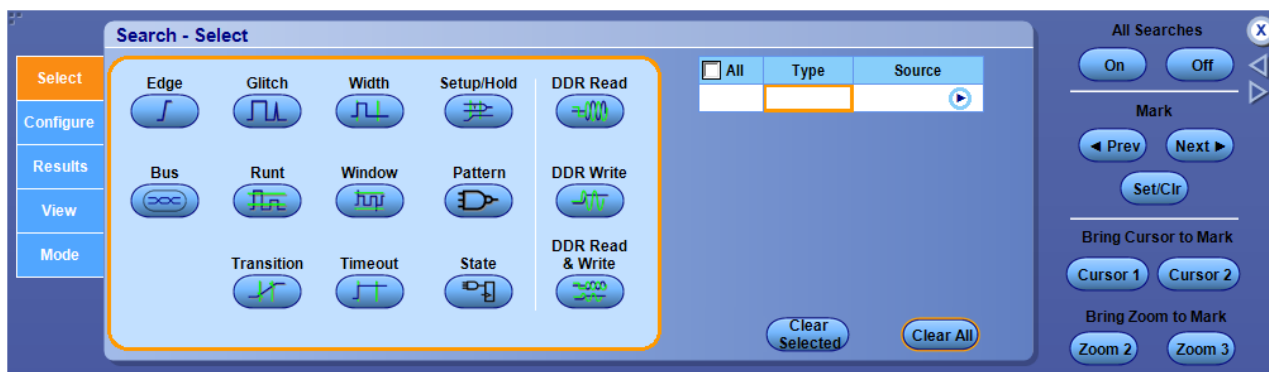 Search - Select
Select
Configure
Results
View
Mode
Edge
Glitch
Width
Setup/Hold
DDR Read
Bus
Runt
Window
Pattern
DDR Write
Transition
Timeout
State
DDR Read
& Write
All
Type
Source
Clear
Selected
Clear All
All Searches
On
Off
X
Mark
◄ Prev
Next ►
Set/Clr
Bring Cursor to Mark
Cursor 1
Cursor 2
Bring Zoom to Mark
Zoom 2
Zoom 3